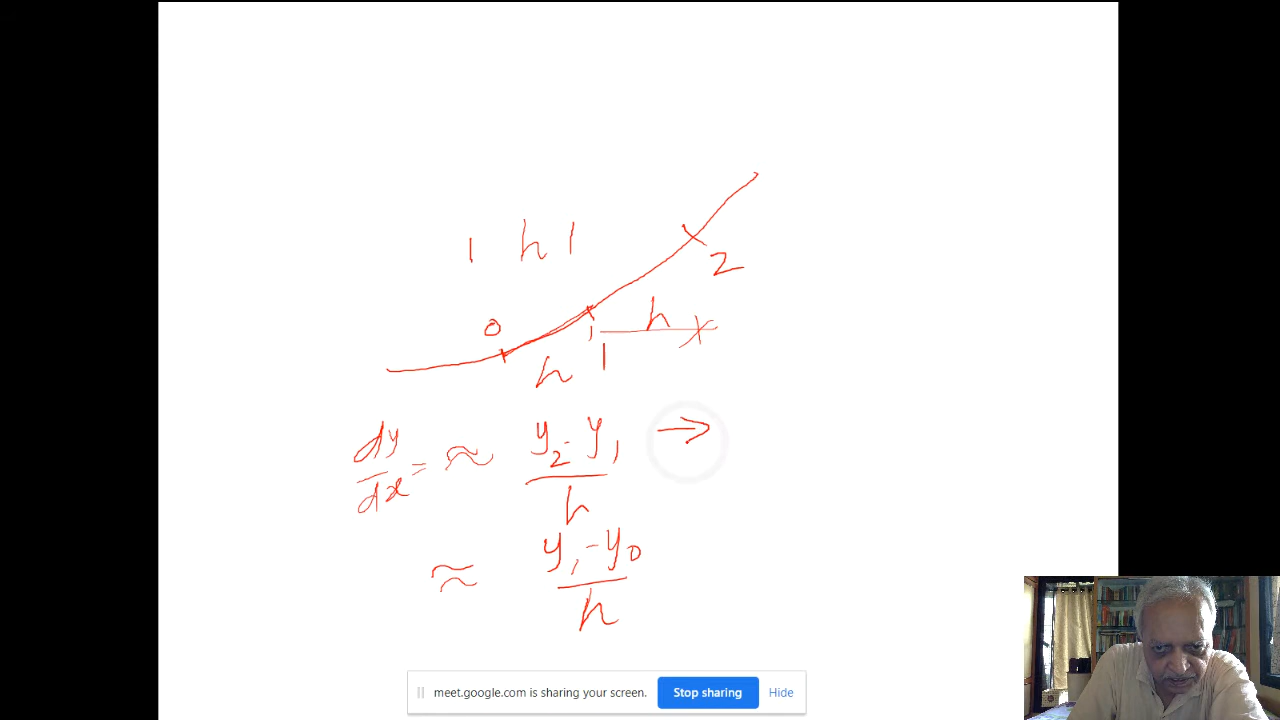 1 h 1
2
0
h
h 1
dy/dx = ≈ y₂ - y₁ / h →
≈ y₁ - y₀ / h
meet.google.com is sharing your screen. Stop sharing Hide